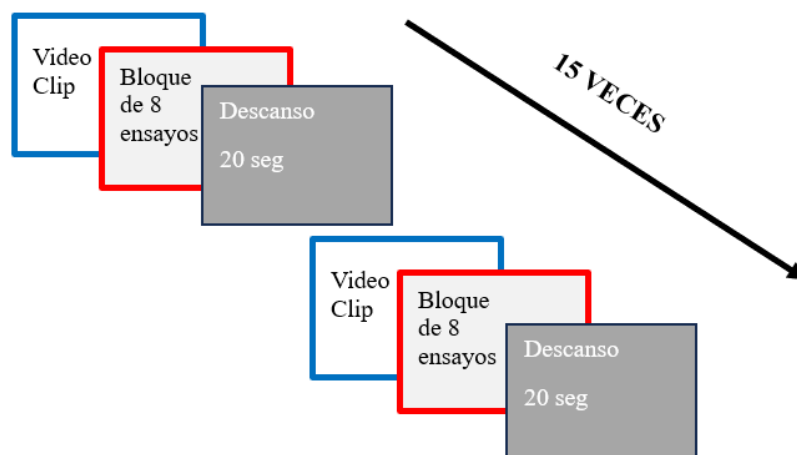 Video
Clip
Bloque
de 8
ensayos
Descanso
20 seg
15 VECES
Video
Clip
Bloque
de 8
ensayos
Descanso
20 seg